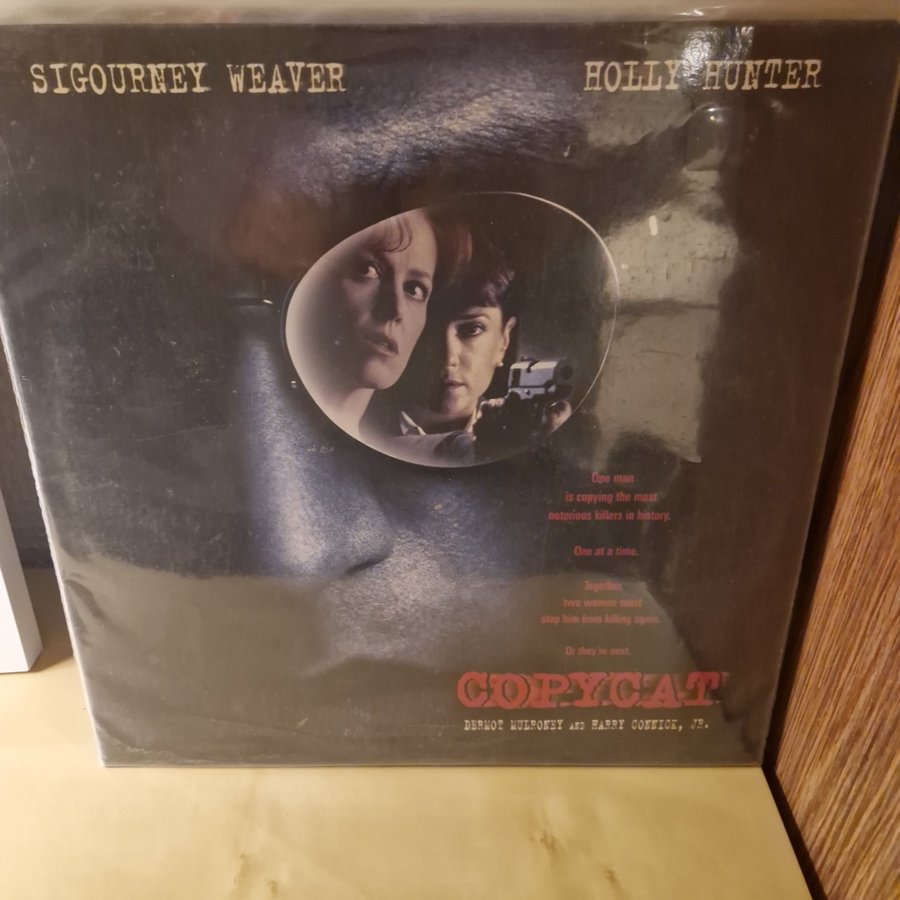 SIGOURNEY WEAVER HOLLY HUNTER
One man
is copying the most
notorious killers in history.
One at a time.
Together,
two women must
stop him from killing again.
Or they're next.
COPYCAT
DERMOT MULRONEY AND HARRY CONNICK, JR.